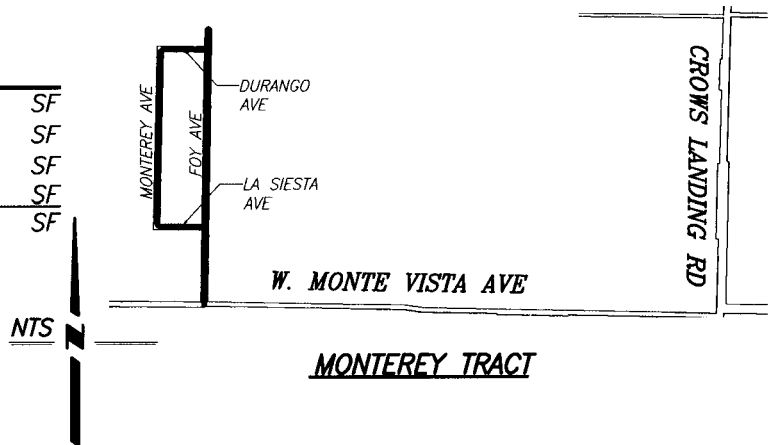 SF
SF
SF
SF
SF
NTS
N
MONTEREY AVE
FOY AVE
DURANGO
AVE
LA SIESTA
AVE
W. MONTE VISTA AVE
CROWS LANDING RD
MONTEREY TRACT